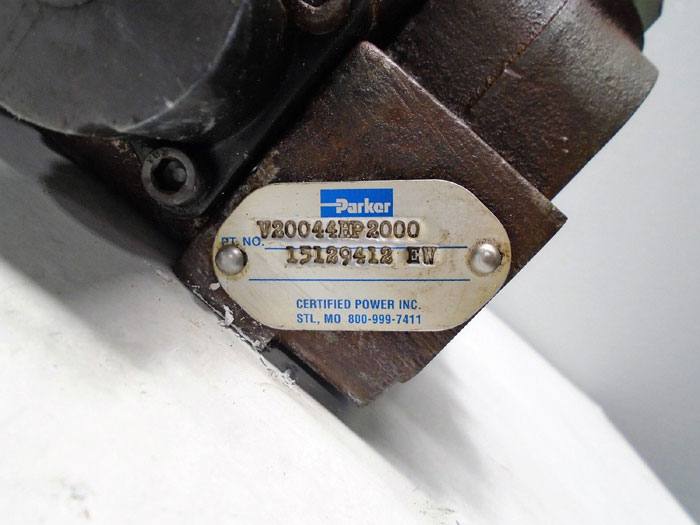 Parker
V20044HP2000
PT. NO.
15129412 EW
CERTIFIED POWER INC.
STL, MO 800-999-7411